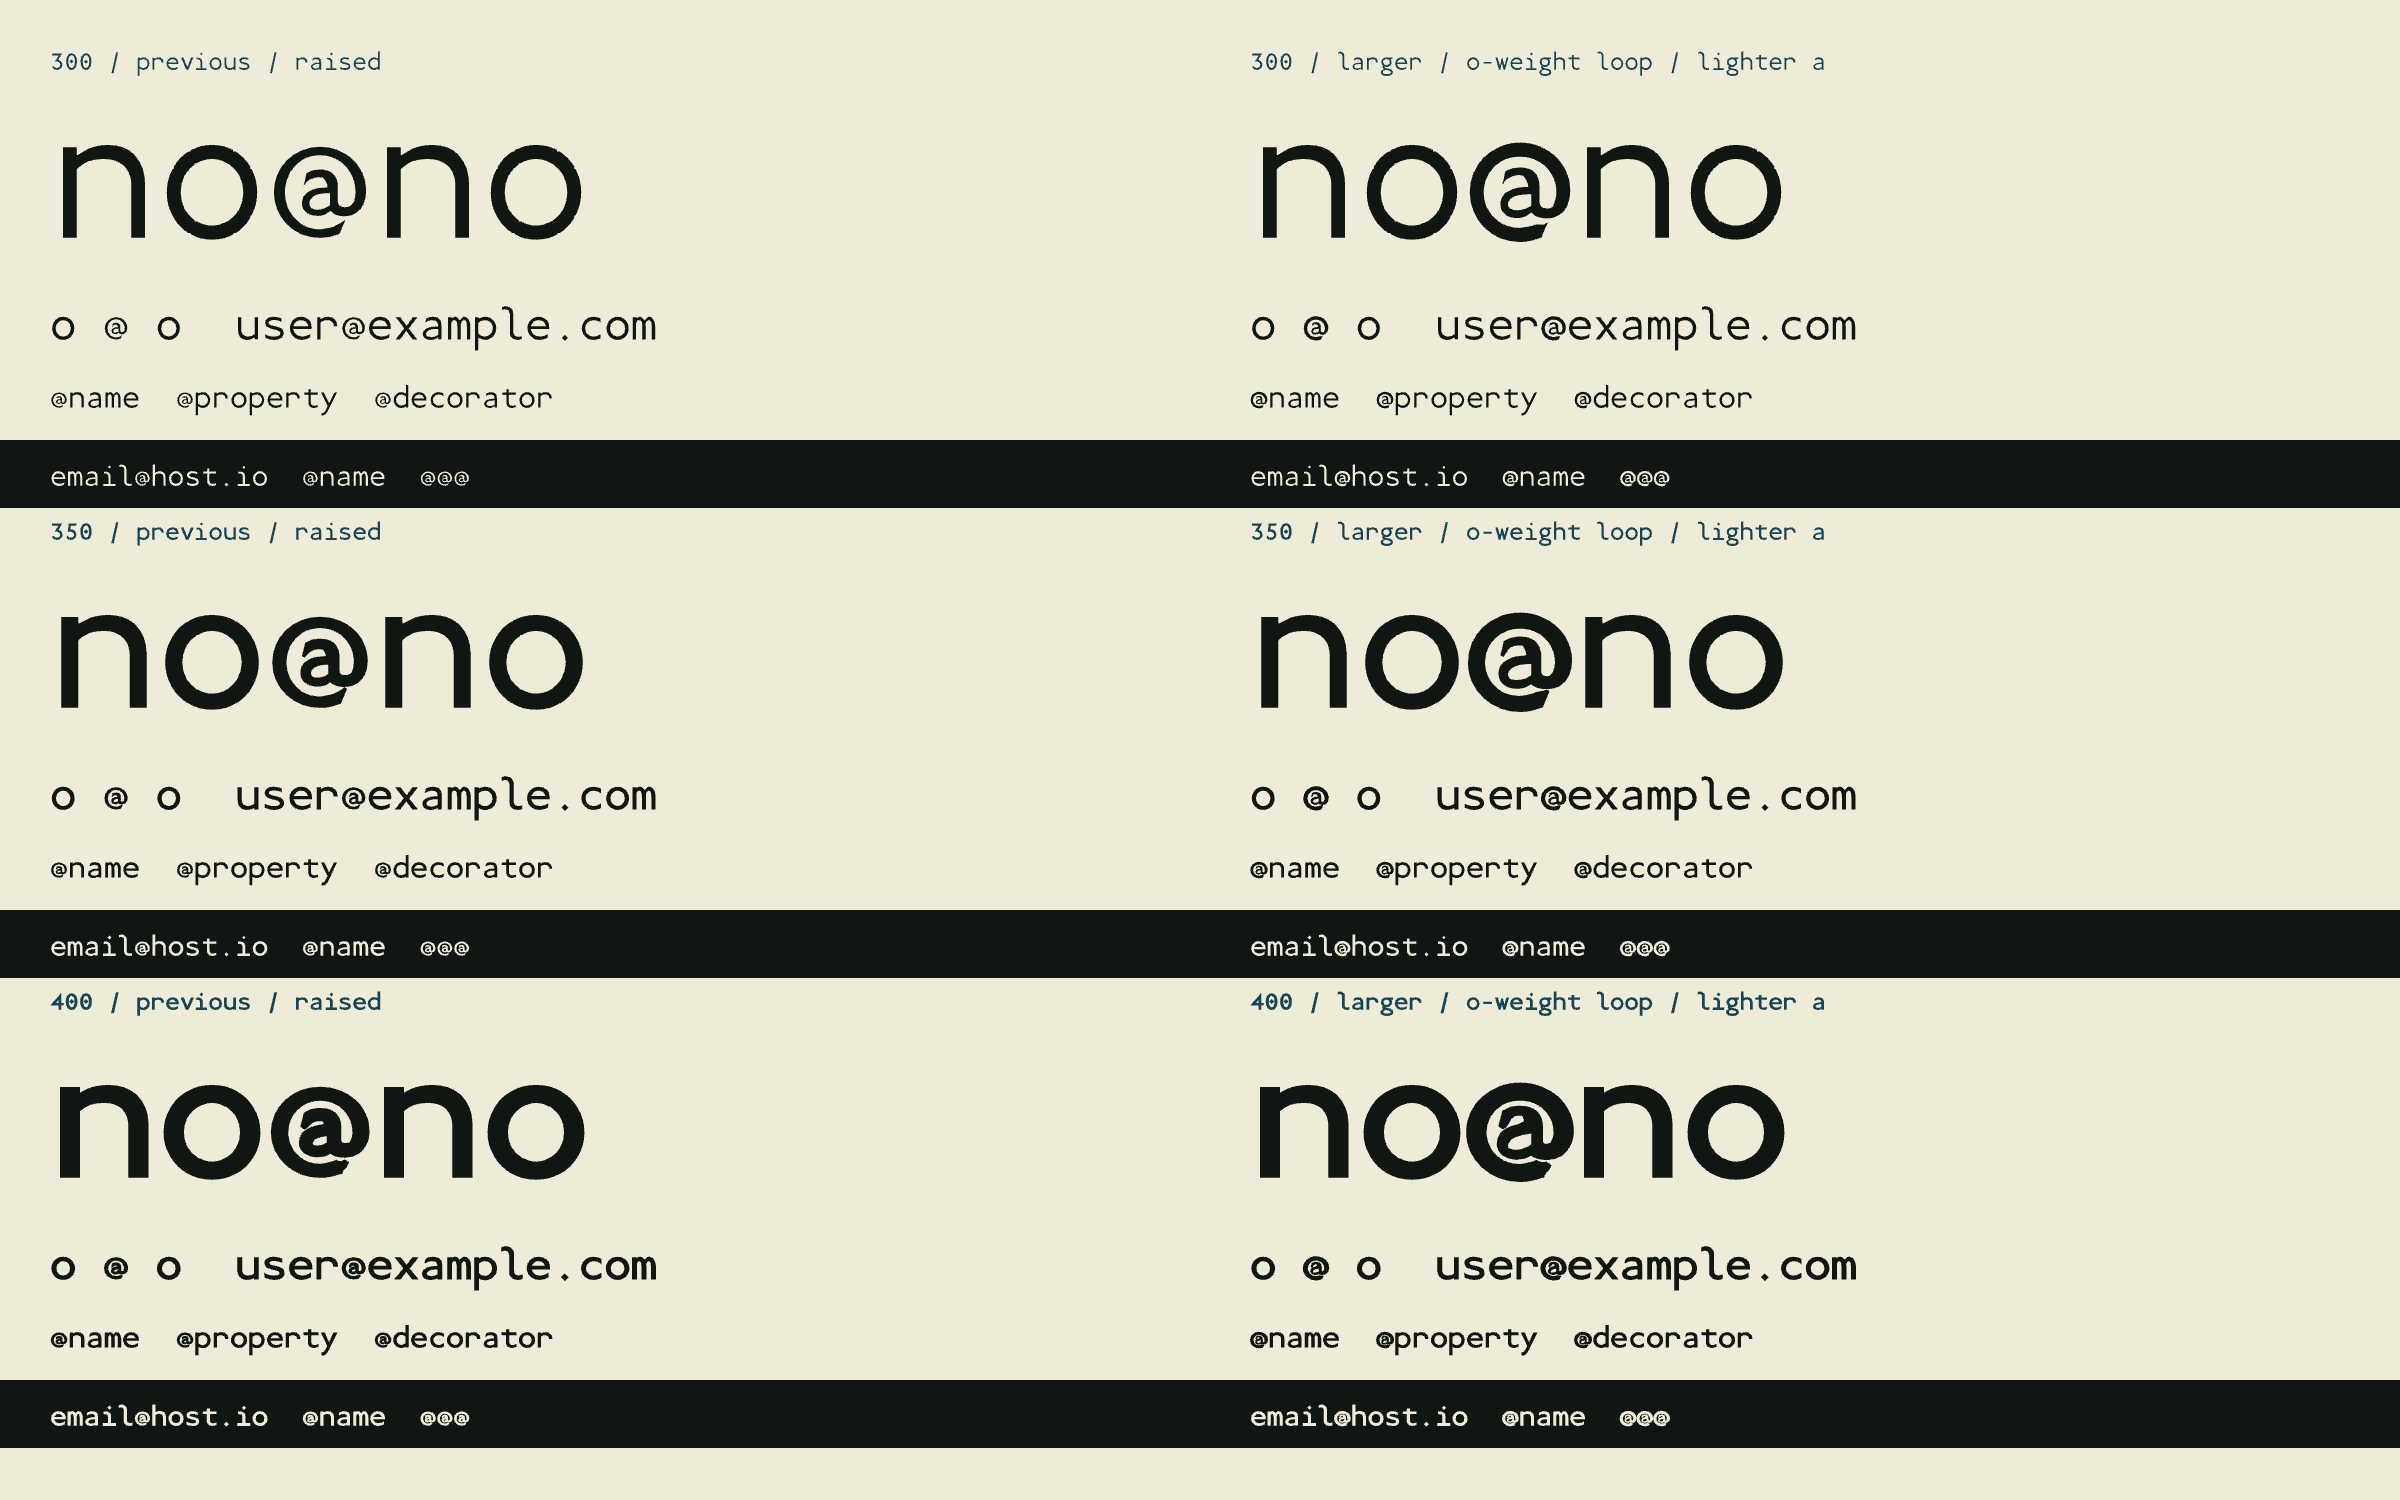 300 / previous / raised
300 / larger / o-weight loop / lighter a
no@no
no@no
o @ o  user@example.com
o @ o  user@example.com
@name  @property  @decorator
@name  @property  @decorator
email@host.io  @name  @@@
email@host.io  @name  @@@
350 / previous / raised
350 / larger / o-weight loop / lighter a
no@no
no@no
o @ o  user@example.com
o @ o  user@example.com
@name  @property  @decorator
@name  @property  @decorator
email@host.io  @name  @@@
email@host.io  @name  @@@
400 / previous / raised
400 / larger / o-weight loop / lighter a
no@no
no@no
o @ o  user@example.com
o @ o  user@example.com
@name  @property  @decorator
@name  @property  @decorator
email@host.io  @name  @@@
email@host.io  @name  @@@